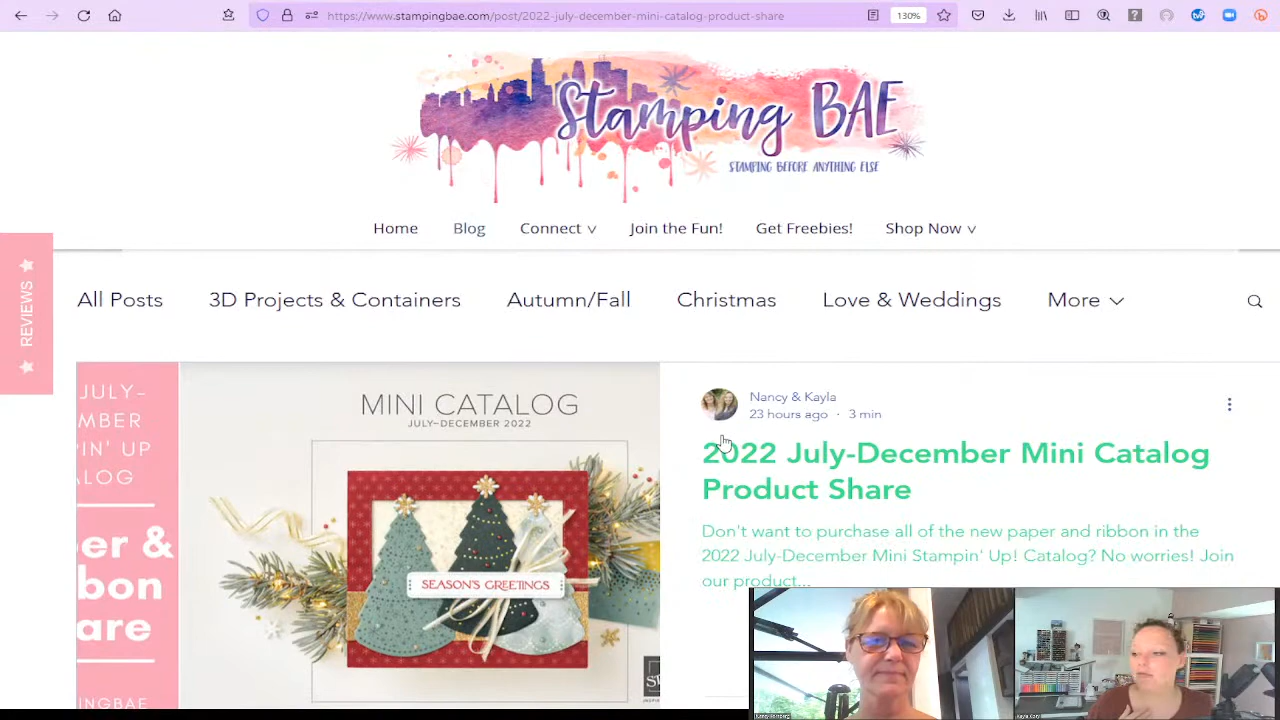 https://www.stampingbae.com/post/2022-july-december-mini-catalog-product-share
130%
Stamping BAE
STAMPING BEFORE ANYTHING ELSE
Home Blog Connect Join the Fun! Get Freebies! Shop Now
REVIEWS
All Posts 3D Projects & Containers Autumn/Fall Christmas Love & Weddings More
JULY-
MBER
IN' UP
ALOG
er &
bon
are
INGBAE
MINI CATALOG
JULY–DECEMBER 2022
SEASON'S GREETINGS
Nancy & Kayla
23 hours ago · 3 min
2022 July-December Mini Catalog
Product Share
Don't want to purchase all of the new paper and ribbon in the
2022 July-December Mini Stampin' Up! Catalog? No worries! Join
our product...